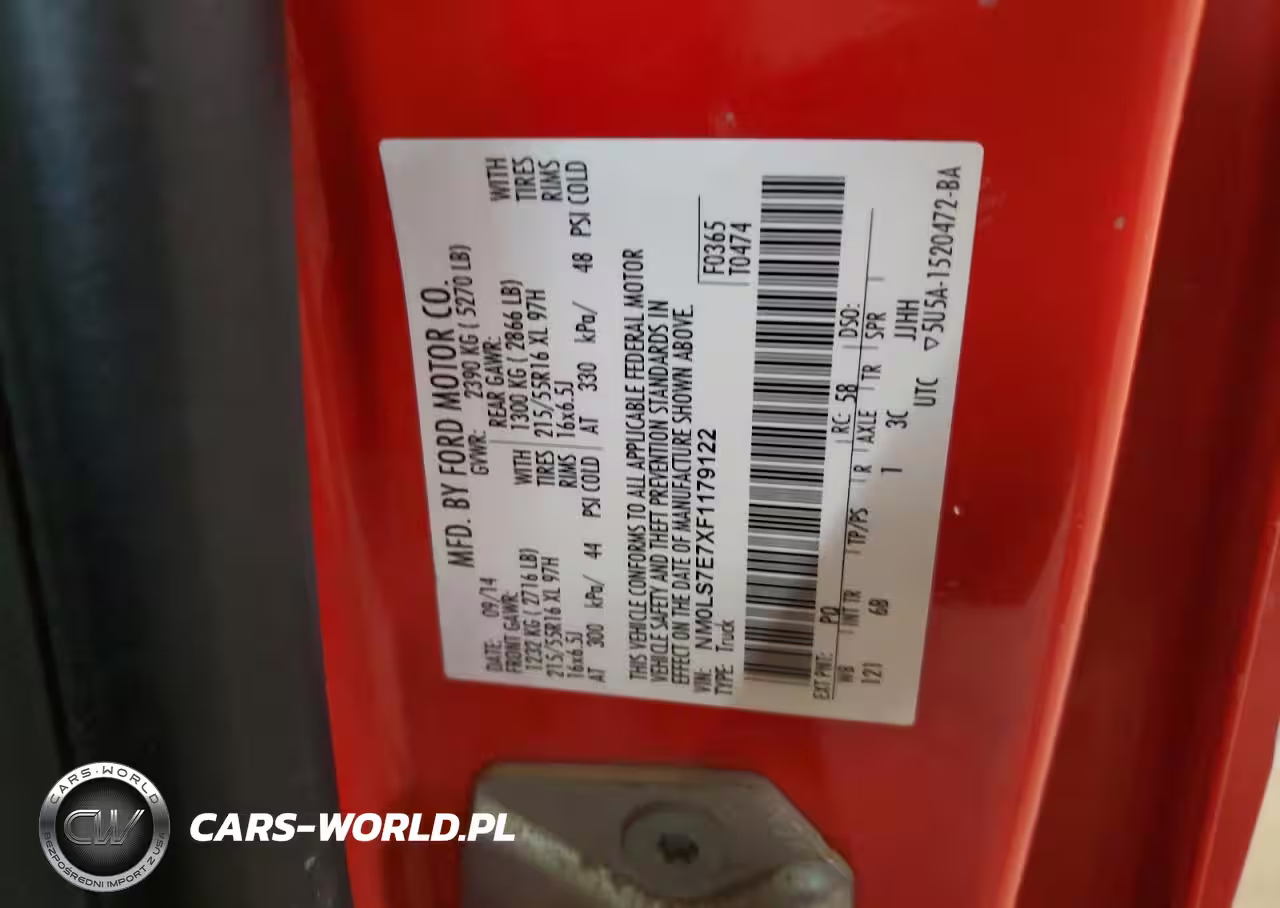 MFD. BY FORD MOTOR CO.
DATE: 09/14 GVWR: 2390 KG ( 5270 LB)
FRONT GAWR: REAR GAWR:
1232 KG ( 2716 LB) WITH 1300 KG ( 2866 LB) WITH
215/55R16 XL 97H TIRES 215/55R16 XL 97H TIRES
16x6.5J RIMS 16x6.5J RIMS
AT 300 kPa/ 44 PSI COLD AT 330 kPa/ 48 PSI COLD
THIS VEHICLE CONFORMS TO ALL APPLICABLE FEDERAL MOTOR
VEHICLE SAFETY AND THEFT PREVENTION STANDARDS IN
EFFECT ON THE DATE OF MANUFACTURE SHOWN ABOVE.
VIN: NM0LS7E7XF1179122 F0365
TYPE: Truck T0474
EXT PNT: PQ RC: 58 DSO:
WB INT TR TP/PS R AXLE TR SPR
121 6B 1 3C JJHH
UTC ▽5U5A-1520472-BA
CARS-WORLD
CW
BEZPOŚREDNI IMPORT Z USA
CARS-WORLD.PL